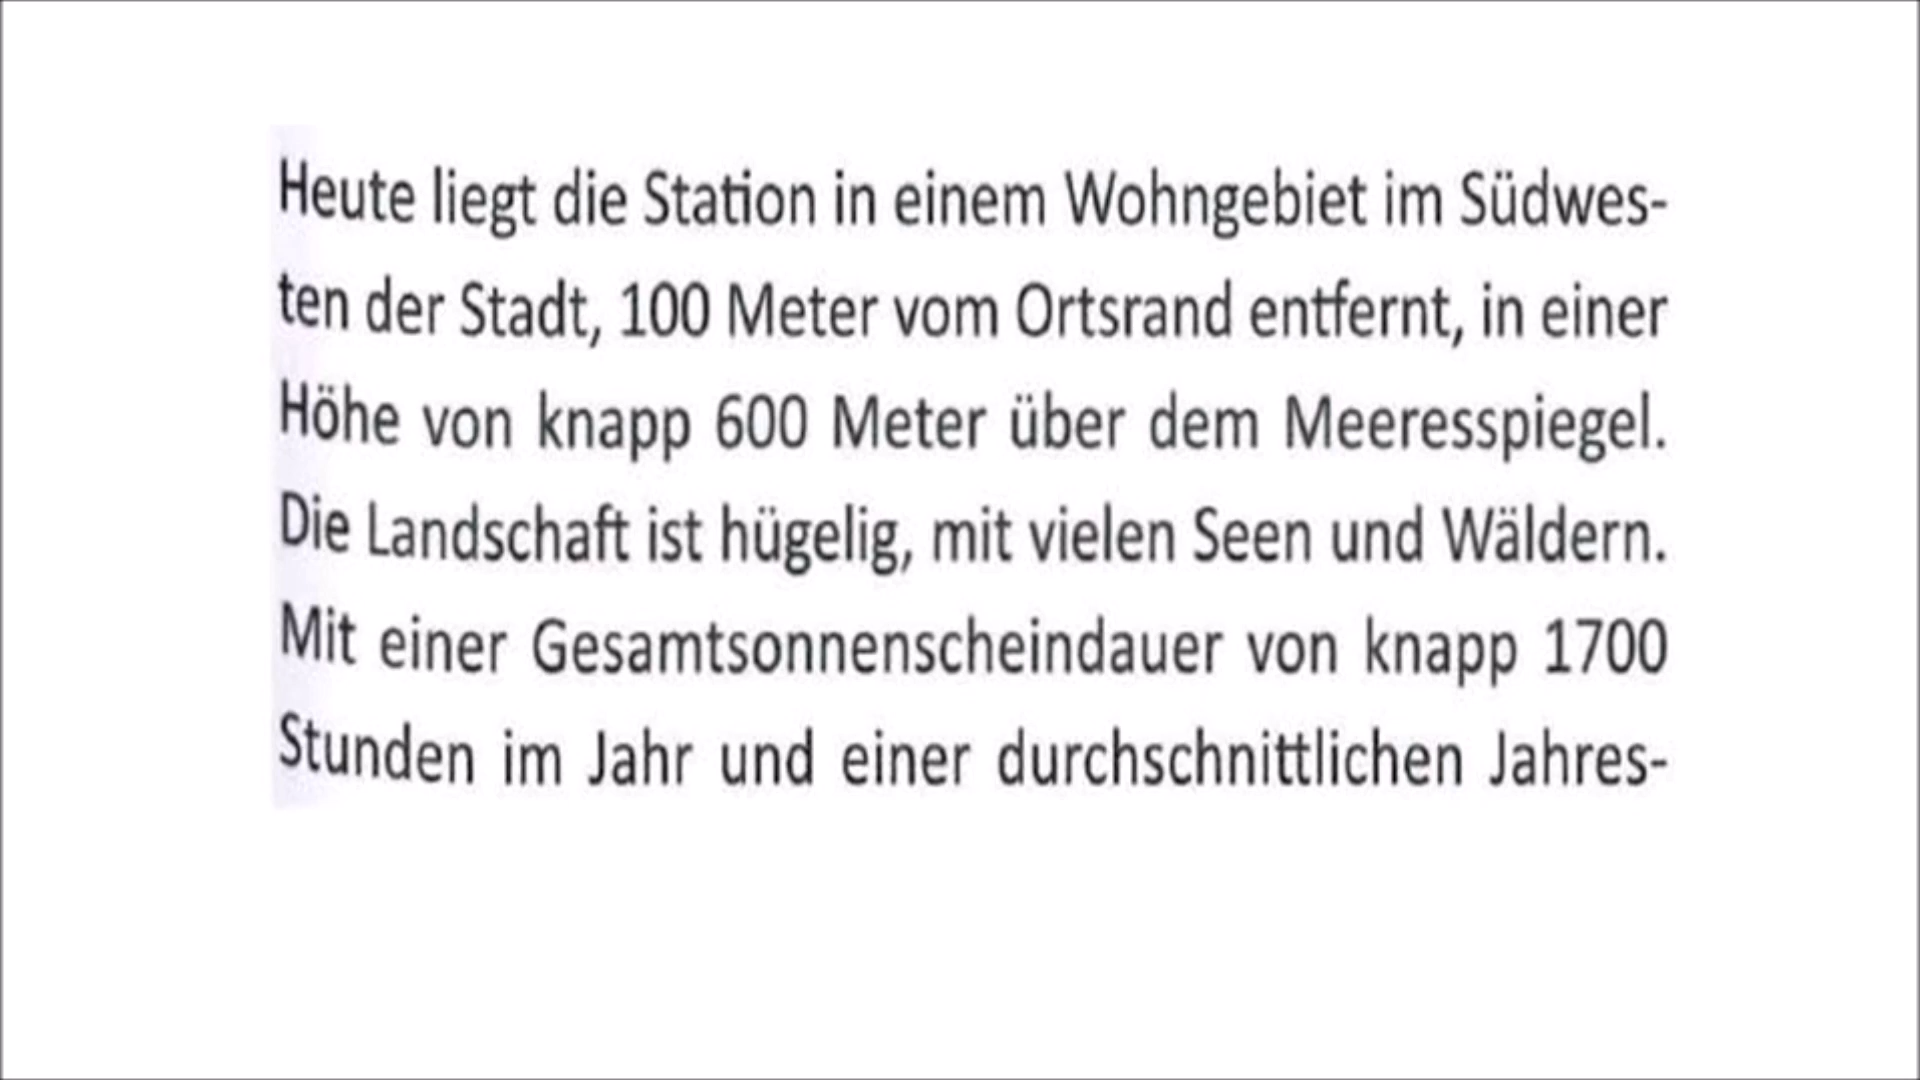 Heute liegt die Station in einem Wohngebiet im Südwes-
ten der Stadt, 100 Meter vom Ortsrand entfernt, in einer
Höhe von knapp 600 Meter über dem Meeresspiegel.
Die Landschaft ist hügelig, mit vielen Seen und Wäldern.
Mit einer Gesamtsonnenscheindauer von knapp 1700
Stunden im Jahr und einer durchschnittlichen Jahres-